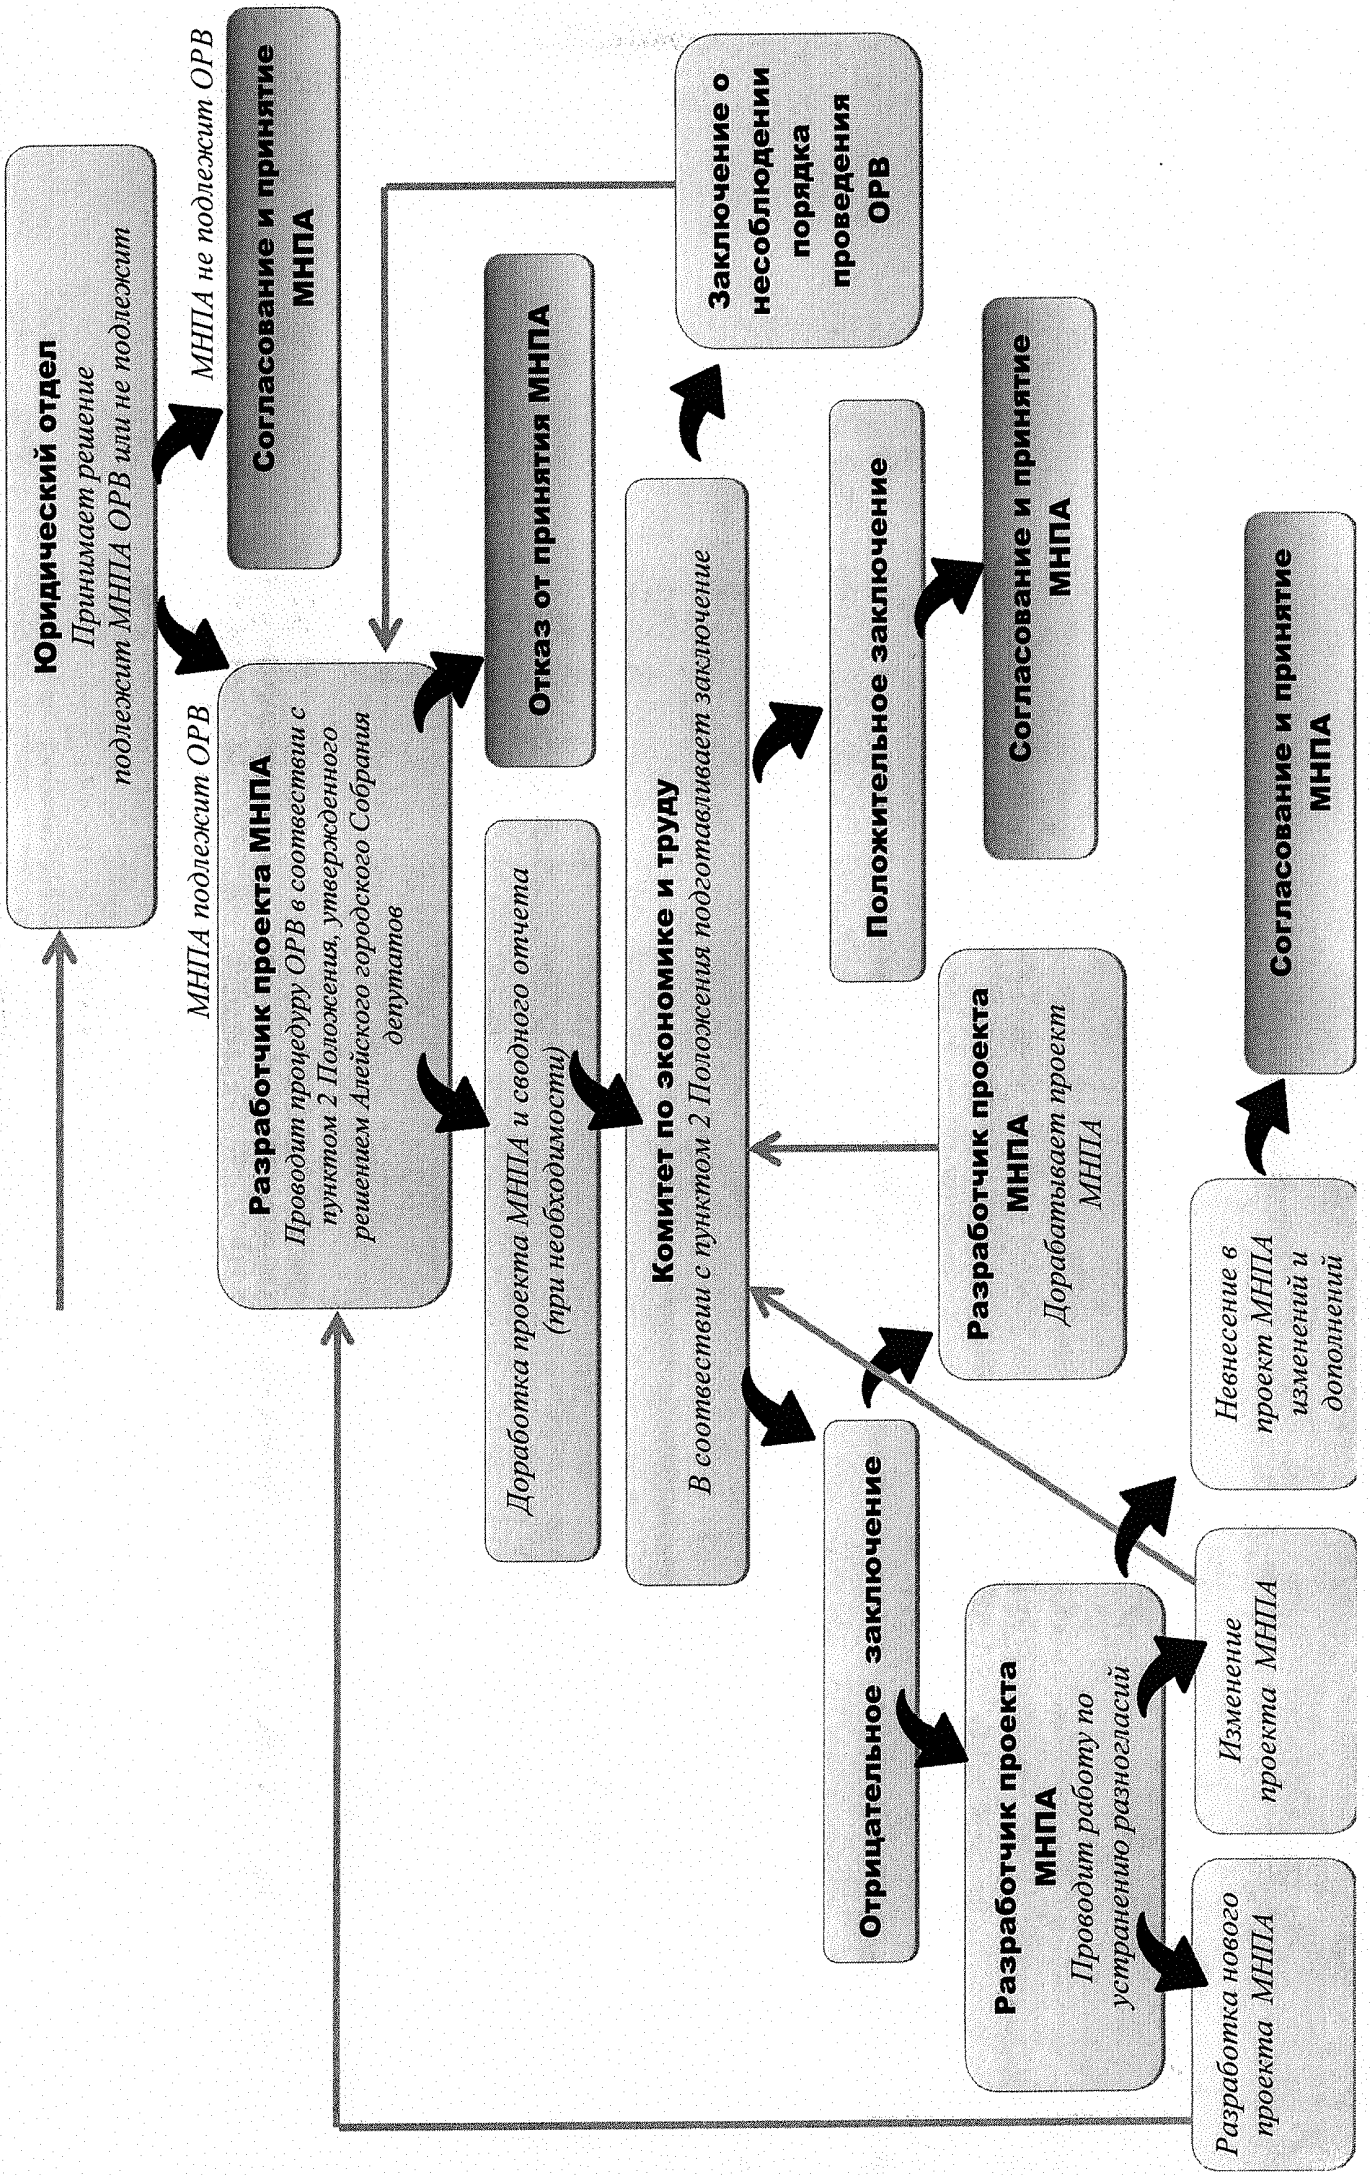 Юридический отдел
Принимает решение
подлежит МНПА ОРВ или не подлежит
МНПА подлежит ОРВ
МНПА не подлежит ОРВ
Разработчик проекта МНПА
Проводит процедуру ОРВ в соотвествии с
пунктом 2 Положения, утвержденного
решением Алейского городского Собрания
депутатов
Согласование и принятие
МНПА
Доработка проекта МНПА и сводного отчета
(при необходимости)
Отказ от принятия МНПА
Комитет по экономике и труду
В соотвествии с пунктом 2 Положения подготавливает заключение
Заключение о
несоблюдении
порядка
проведения
ОРВ
Отрицательное заключение
Положительное заключение
Разработчик проекта
МНПА
Проводит работу по
устранению разногласий
Разработчик проекта
МНПА
Дорабатывает проект
МНПА
Согласование и принятие
МНПА
Разработка нового
проекта МНПА
Изменение
проекта МНПА
Невнесение в
проект МНПА
изменений и
дополнений
Согласование и принятие
МНПА